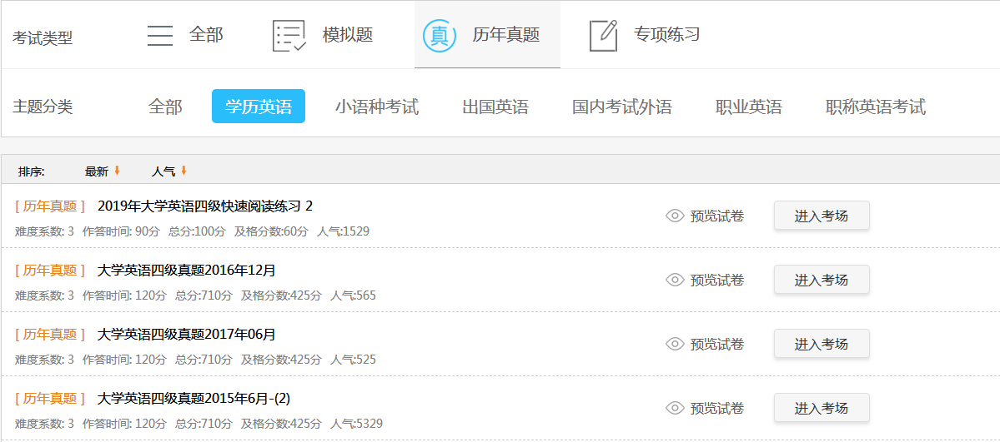 考试类型 全部 模拟题 真 历年真题 专项练习
主题分类 全部 学历英语 小语种考试 出国英语 国内考试外语 职业英语 职称英语考试
排序: 最新 人气
[ 历年真题 ] 2019年大学英语四级快速阅读练习 2
难度系数: 3 作答时间: 90分 总分:100分 及格分数:60分 人气:1529
预览试卷 进入考场
[ 历年真题 ] 大学英语四级真题2016年12月
难度系数: 3 作答时间: 120分 总分:710分 及格分数:425分 人气:565
预览试卷 进入考场
[ 历年真题 ] 大学英语四级真题2017年06月
难度系数: 3 作答时间: 120分 总分:710分 及格分数:425分 人气:525
预览试卷 进入考场
[ 历年真题 ] 大学英语四级真题2015年6月-(2)
难度系数: 3 作答时间: 120分 总分:710分 及格分数:425分 人气:5329
预览试卷 进入考场